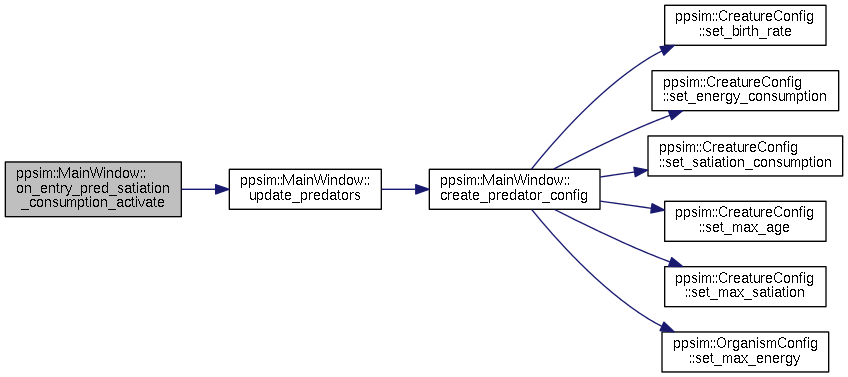 ppsim::MainWindow::
on_entry_pred_satiation
_consumption_activate
ppsim::MainWindow::
update_predators
ppsim::MainWindow::
create_predator_config
ppsim::CreatureConfig
::set_birth_rate
ppsim::CreatureConfig
::set_energy_consumption
ppsim::CreatureConfig
::set_satiation_consumption
ppsim::CreatureConfig
::set_max_age
ppsim::CreatureConfig
::set_max_satiation
ppsim::OrganismConfig
::set_max_energy